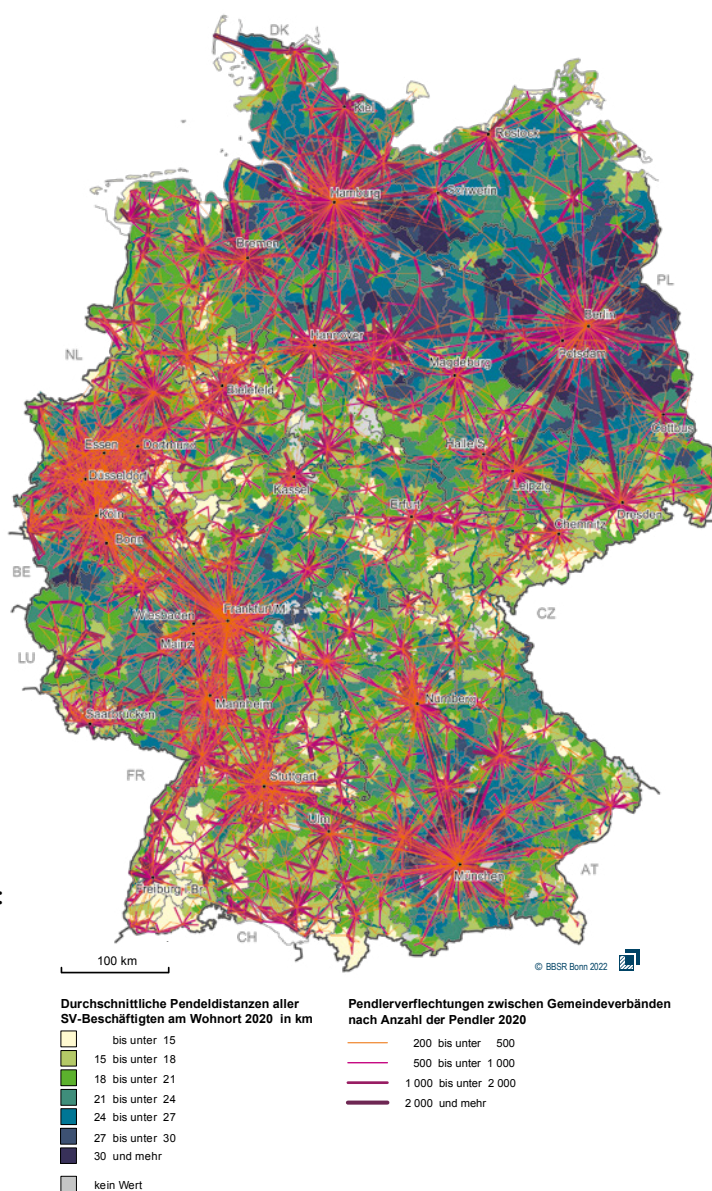 DK
Kiel
Rostock
Hamburg
Schwerin
Bremen
PL
Berlin
Hannover
Potsdam
NL
Magdeburg
Bielefeld
Cottbus
Essen
Dortmund
Halle/S.
Düsseldorf
Leipzig
Kassel
Erfurt
Dresden
Köln
Chemnitz
Bonn
BE
Wiesbaden
Frankfurt/M.
CZ
Mainz
LU
Mannheim
Nürnberg
Saarbrücken
FR
Stuttgart
Ulm
München
AT
Freiburg i. Br.
CH
:
100 km
© BBSR Bonn 2022
Durchschnittliche Pendeldistanzen aller
SV-Beschäftigten am Wohnort 2020 in km
bis unter 15
15 bis unter 18
18 bis unter 21
21 bis unter 24
24 bis unter 27
27 bis unter 30
30 und mehr
kein Wert
Pendlerverflechtungen zwischen Gemeindeverbänden
nach Anzahl der Pendler 2020
200 bis unter 500
500 bis unter 1 000
1 000 bis unter 2 000
2 000 und mehr